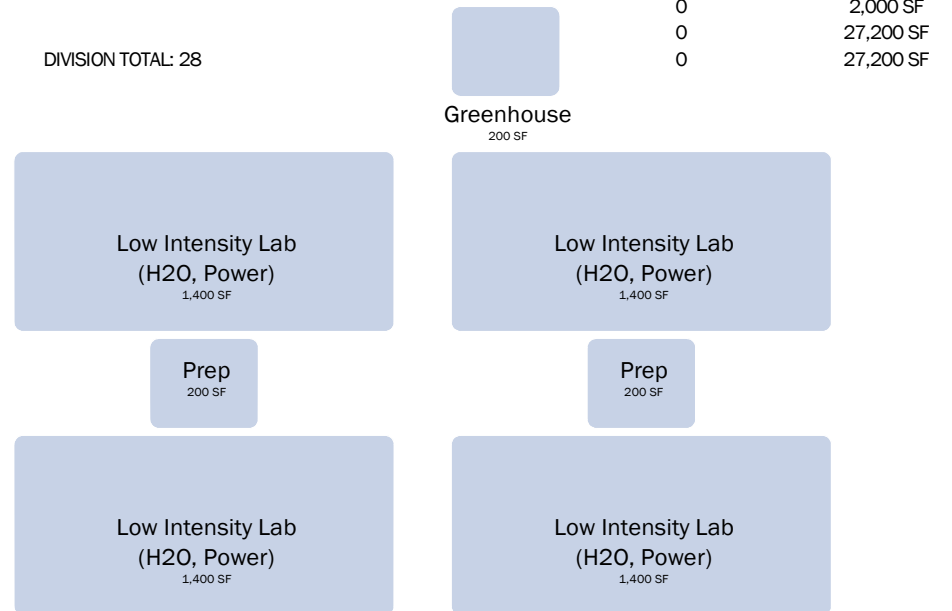 0 2,000 SF
0 27,200 SF
DIVISION TOTAL: 28 0 27,200 SF
Greenhouse
200 SF
Low Intensity Lab
(H2O, Power)
1,400 SF
Low Intensity Lab
(H2O, Power)
1,400 SF
Prep
200 SF
Prep
200 SF
Low Intensity Lab
(H2O, Power)
1,400 SF
Low Intensity Lab
(H2O, Power)
1,400 SF